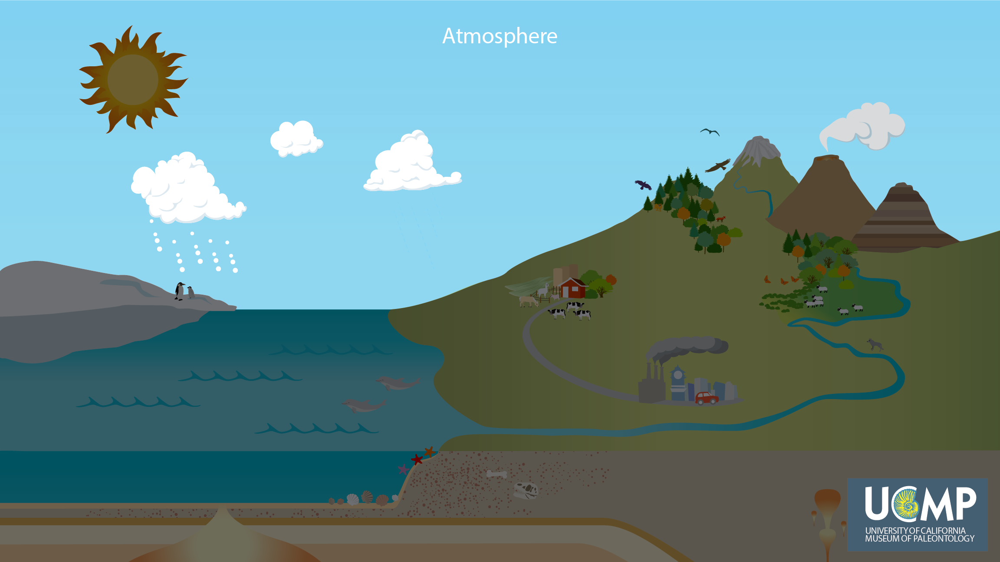 Atmosphere
UCMP
UNIVERSITY OF CALIFORNIA
MUSEUM OF PALEONTOLOGY